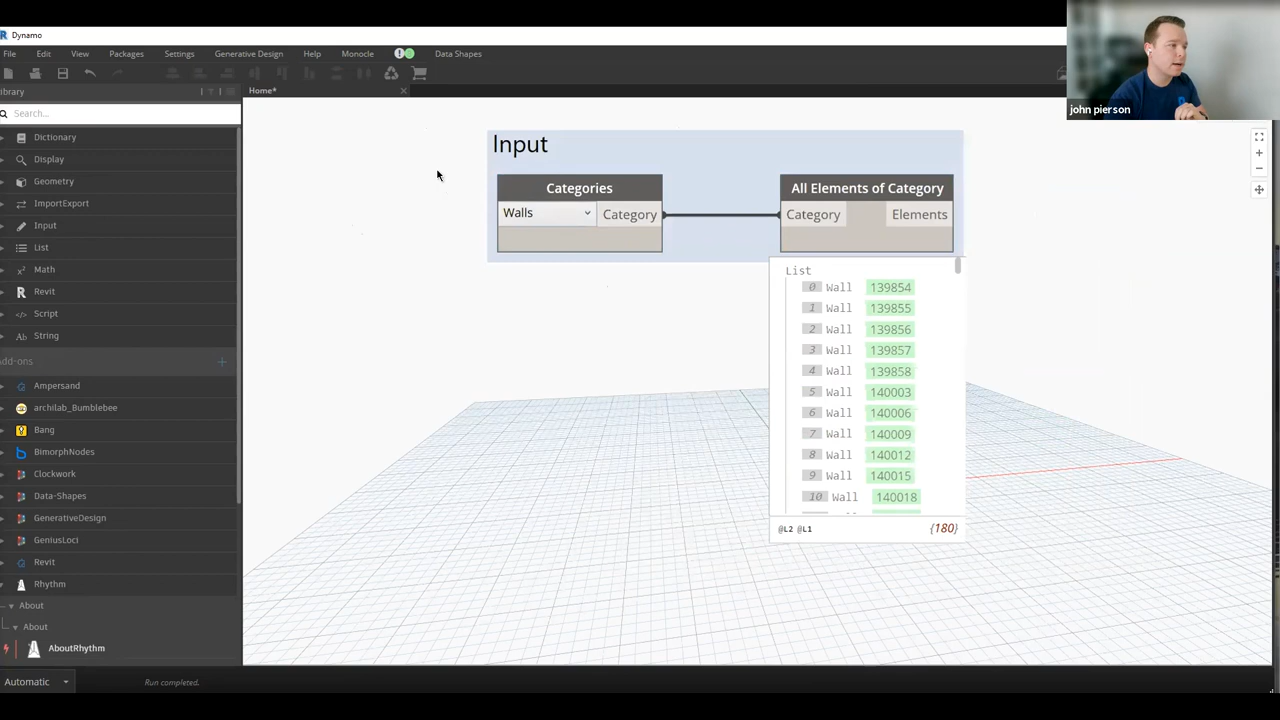 Dynamo
File Edit View Packages Settings Generative Design Help Monocle ! Data Shapes
john pierson
Library
Home*
Search...
Dictionary
Display
Geometry
ImportExport
Input
List
Math
Revit
Script
String
Add-ons
Ampersand
archilab_Bumblebee
Bang
BimorphNodes
Clockwork
Data-Shapes
GenerativeDesign
GeniusLoci
Revit
Rhythm
About
About
AboutRhythm
Input
Categories
Walls Category
All Elements of Category
Category Elements
List
0 Wall 139854
1 Wall 139855
2 Wall 139856
3 Wall 139857
4 Wall 139858
5 Wall 140003
6 Wall 140006
7 Wall 140009
8 Wall 140012
9 Wall 140015
10 Wall 140018
@L2 @L1 {180}
Automatic Run completed.